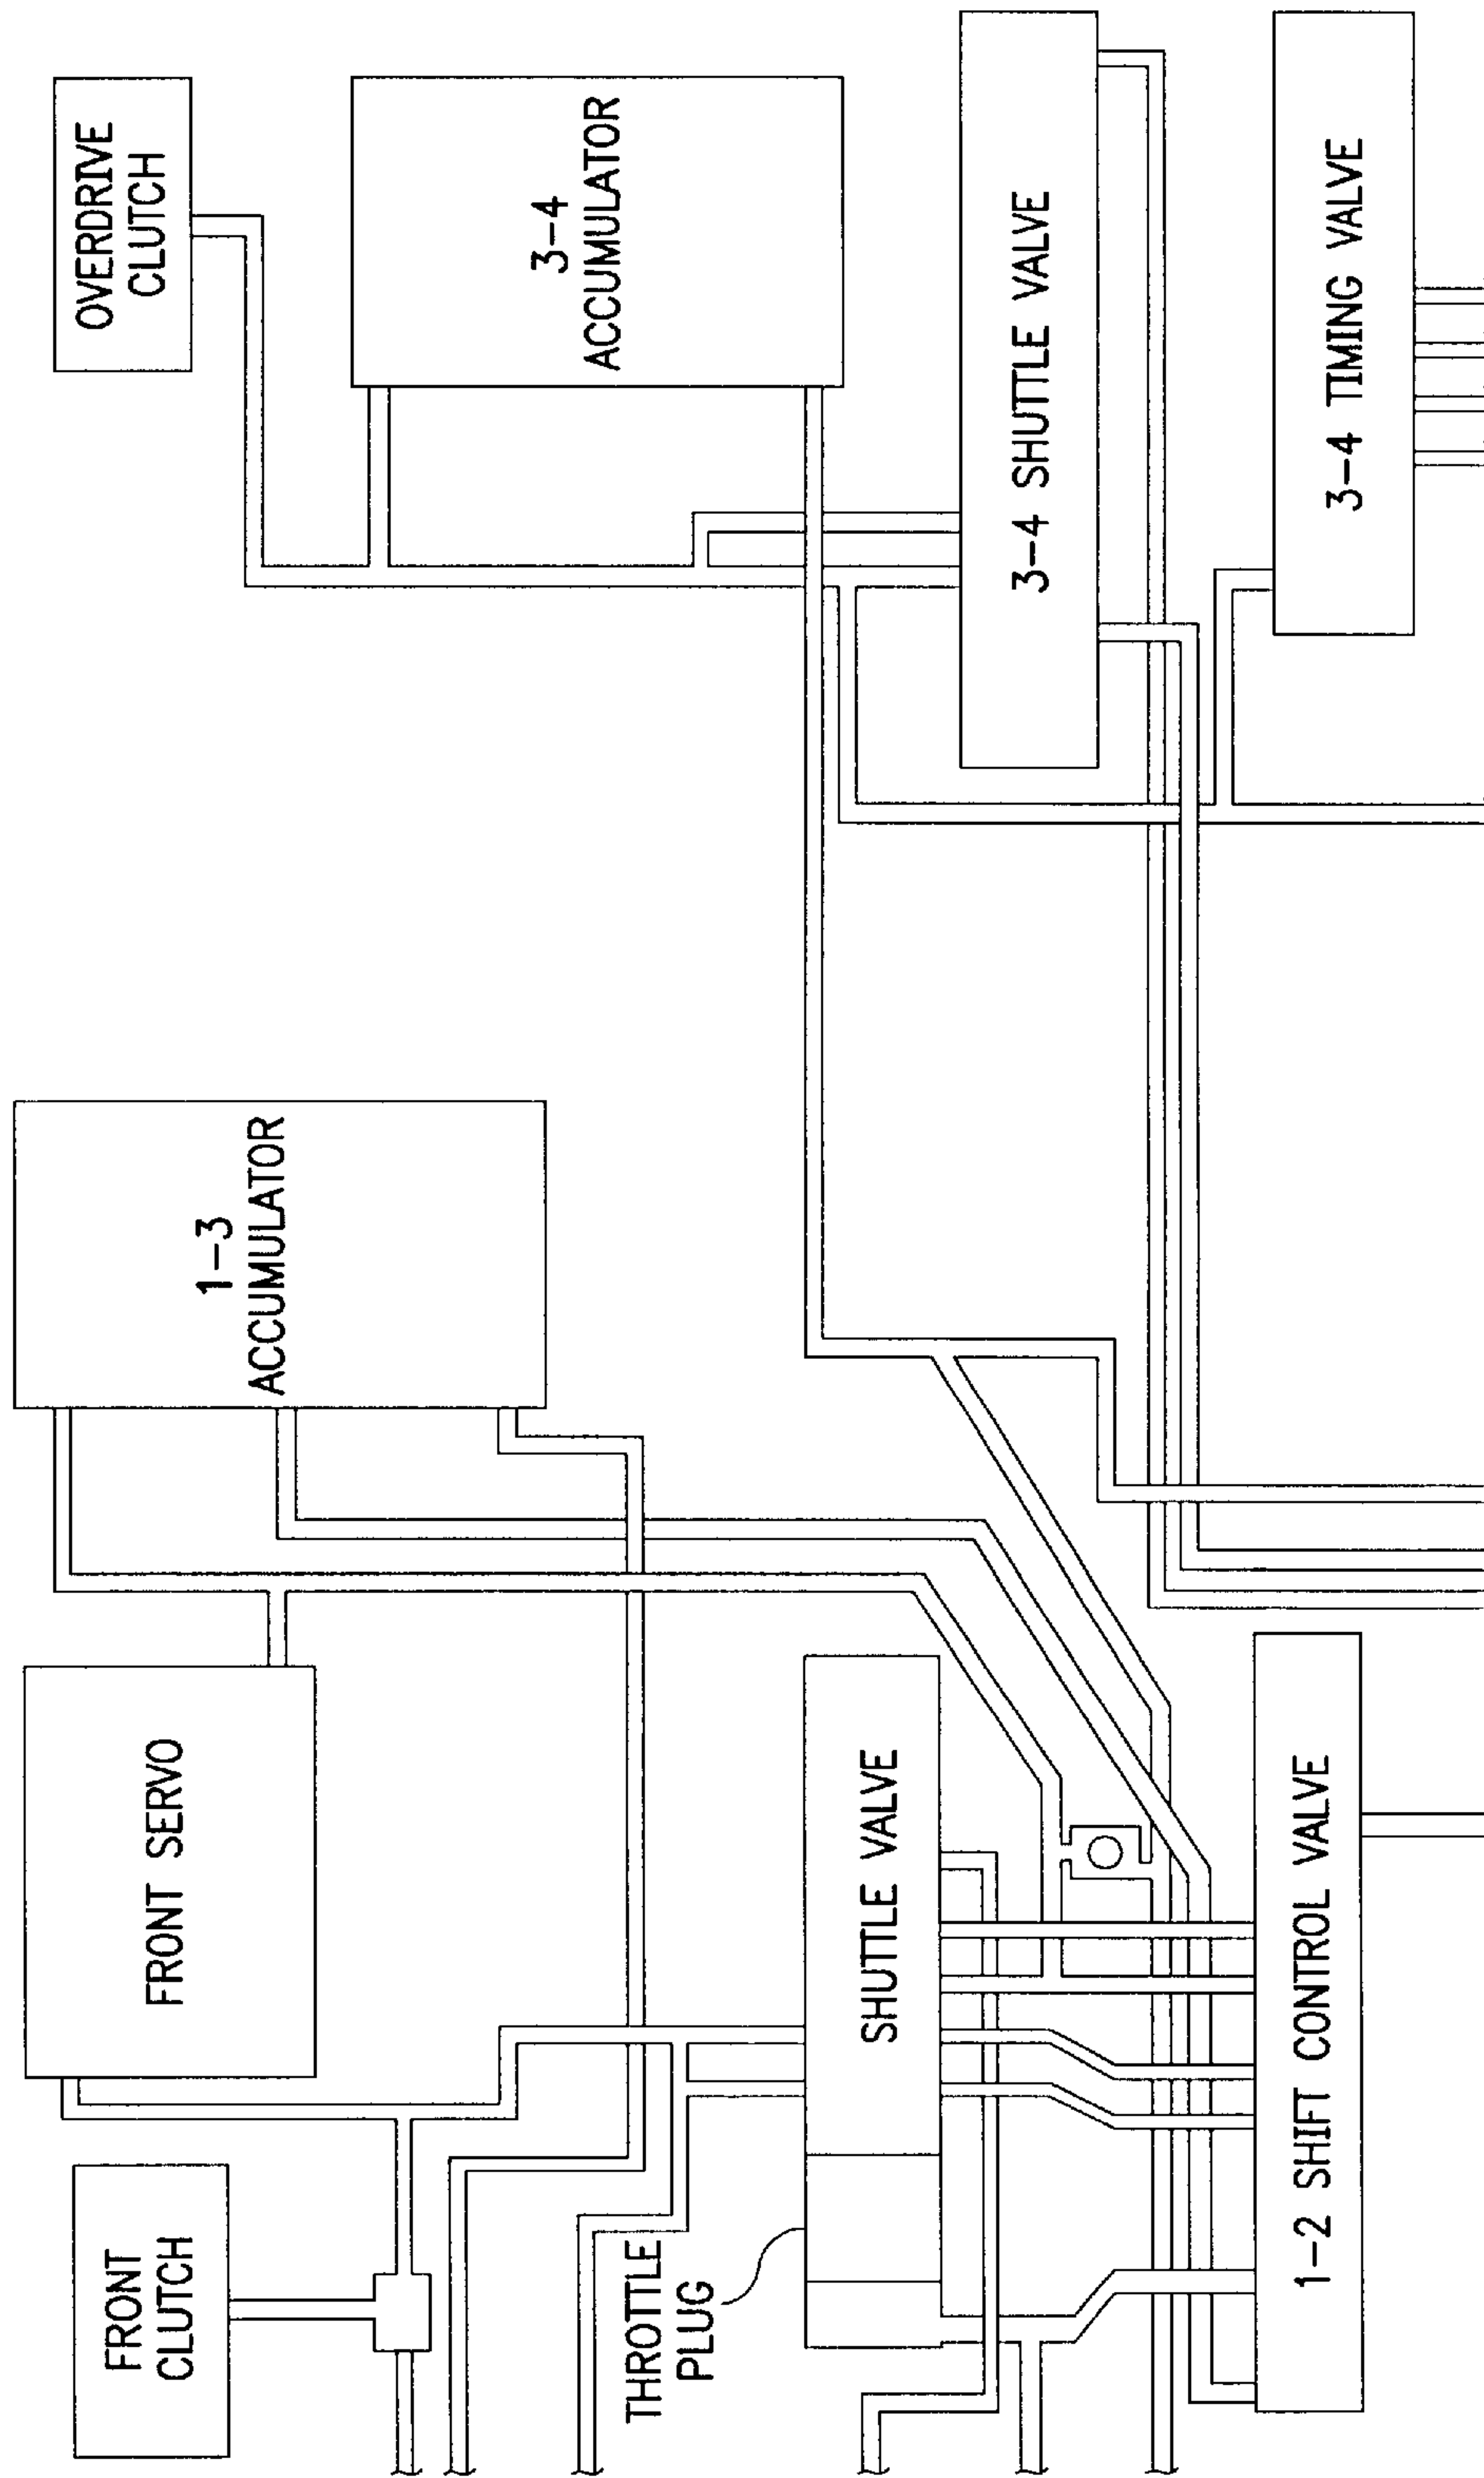 FRONT
CLUTCH
FRONT SERVO
1-3
ACCUMULATOR
OVERDRIVE
CLUTCH
3-4
ACCUMULATOR
THROTTLE
PLUG
SHUTTLE VALVE
3-4 SHUTTLE VALVE
1-2 SHIFT CONTROL VALVE
3-4 TIMING VALVE